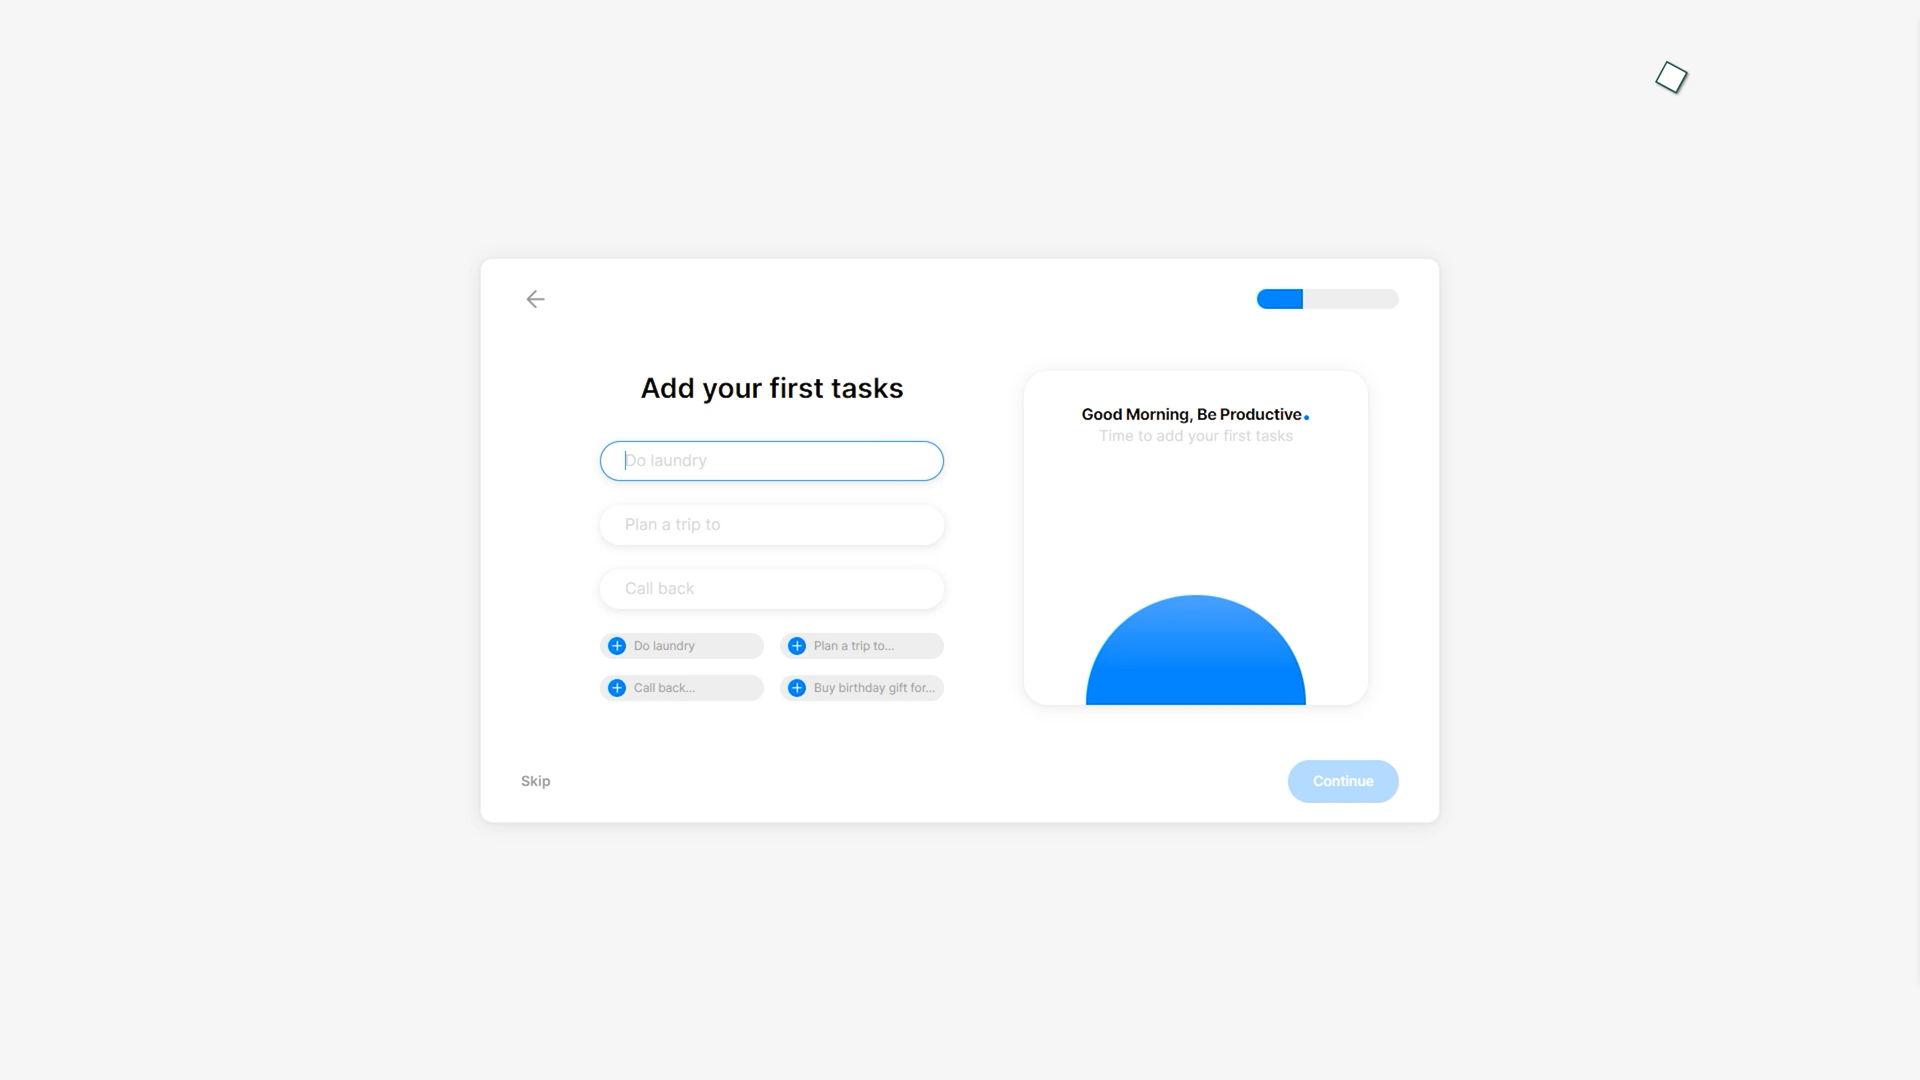 Add your first tasks
Do laundry
Plan a trip to
Call back
Do laundry
Plan a trip to...
Call back...
Buy birthday gift for...
Good Morning, Be Productive.
Time to add your first tasks
Skip
Continue